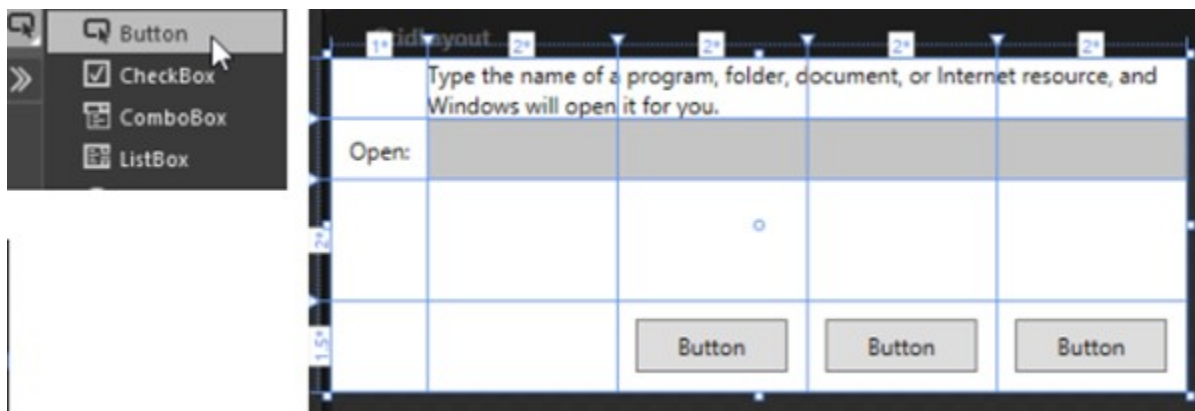 Button
CheckBox
ComboBox
ListBox
GridLayout
1* 2* 2* 2* 2*
Type the name of a program, folder, document, or Internet resource, and
Windows will open it for you.
Open:
2*
1.5*
Button Button Button